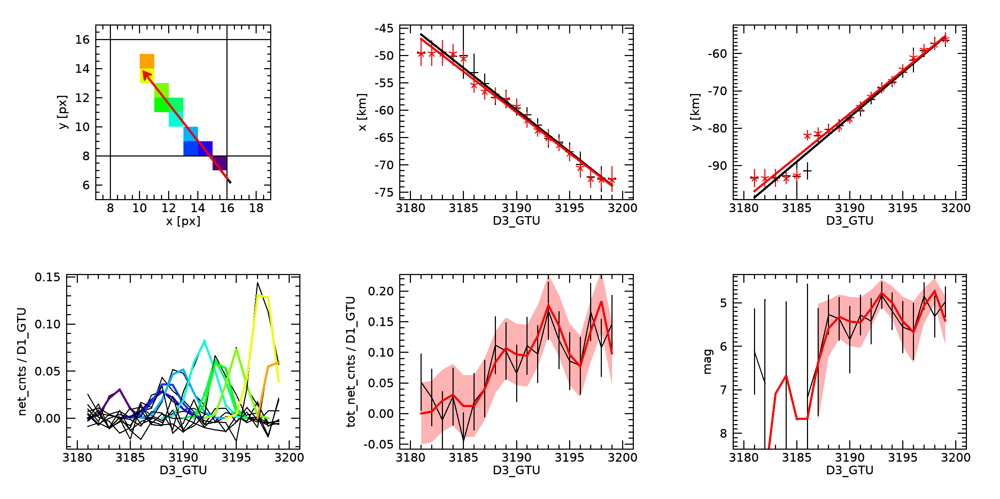 16
14
12
10
8
6
y [px]
8 10 12 14 16 18
x [px]
-45
-50
-55
-60
-65
-70
-75
x [km]
3180 3185 3190 3195 3200
D3_GTU
-60
-70
-80
-90
y [km]
3180 3185 3190 3195 3200
D3_GTU
0.15
0.10
0.05
0.00
net_cnts / D1_GTU
3180 3185 3190 3195 3200
D3_GTU
0.20
0.15
0.10
0.05
0.00
-0.05
tot_net_cnts / D1_GTU
3180 3185 3190 3195 3200
D3_GTU
5
6
7
8
mag
3180 3185 3190 3195 3200
D3_GTU